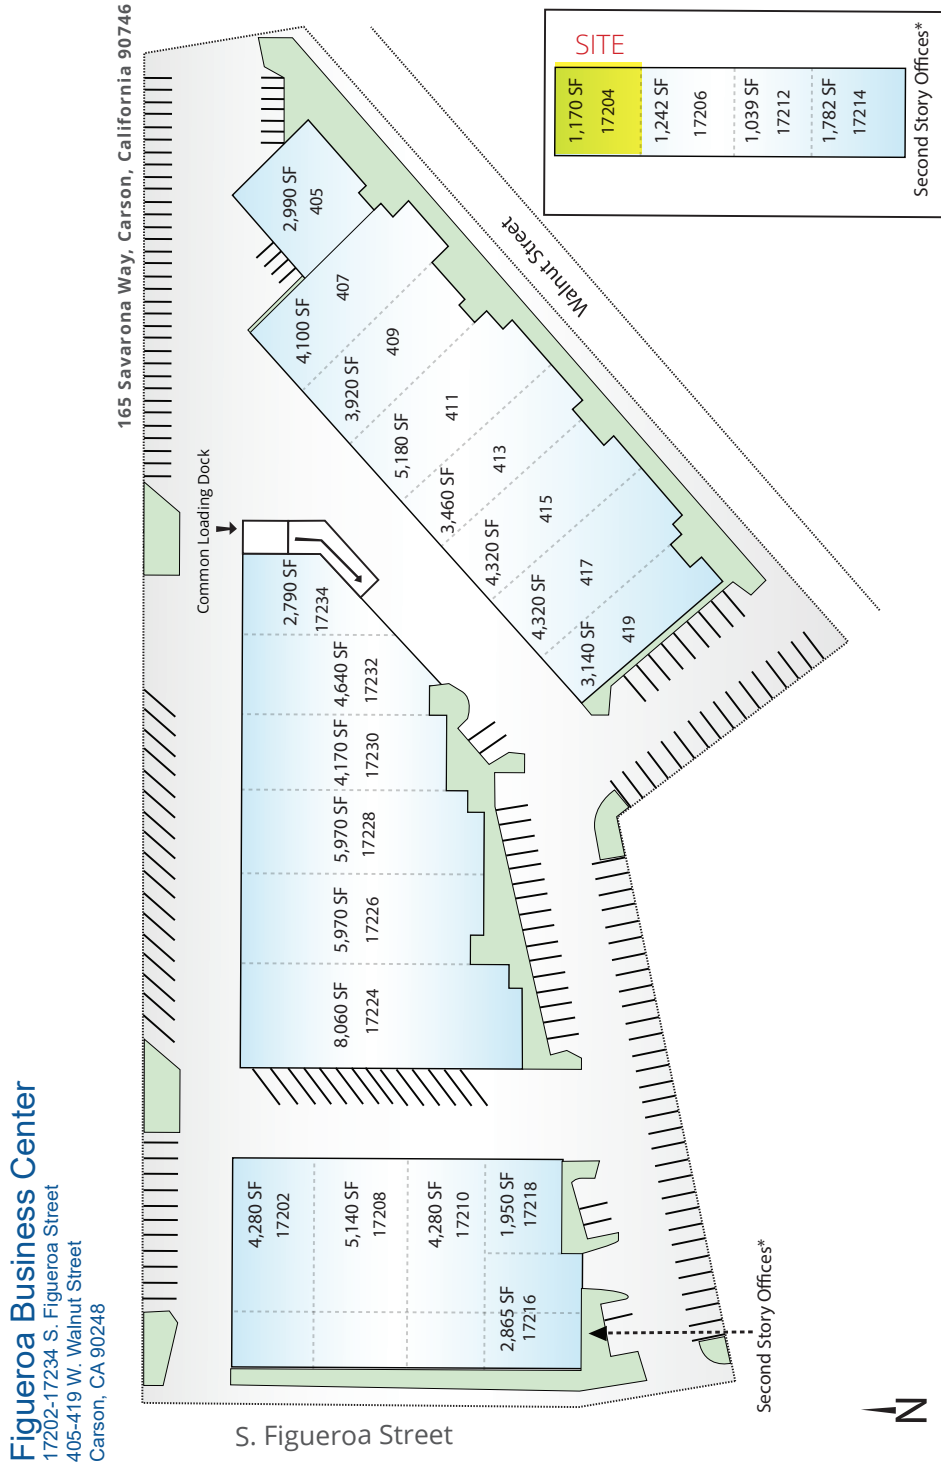 Figueroa Business Center
17202-17234 S. Figueroa Street
405-419 W. Walnut Street
Carson, CA 90248
165 Savarona Way, Carson, California 90746
Common Loading Dock
2,990 SF
405
4,100 SF
407
3,920 SF
409
5,180 SF
411
3,460 SF
413
4,320 SF
415
4,320 SF
417
3,140 SF
419
Walnut Street
2,790 SF
17234
4,640 SF
17232
4,170 SF
17230
5,970 SF
17228
5,970 SF
17226
8,060 SF
17224
4,280 SF
17202
5,140 SF
17208
4,280 SF
17210
1,950 SF
17218
2,865 SF
17216
Second Story Offices*
S. Figueroa Street
N
SITE
1,170 SF
17204
1,242 SF
17206
1,039 SF
17212
1,782 SF
17214
Second Story Offices*